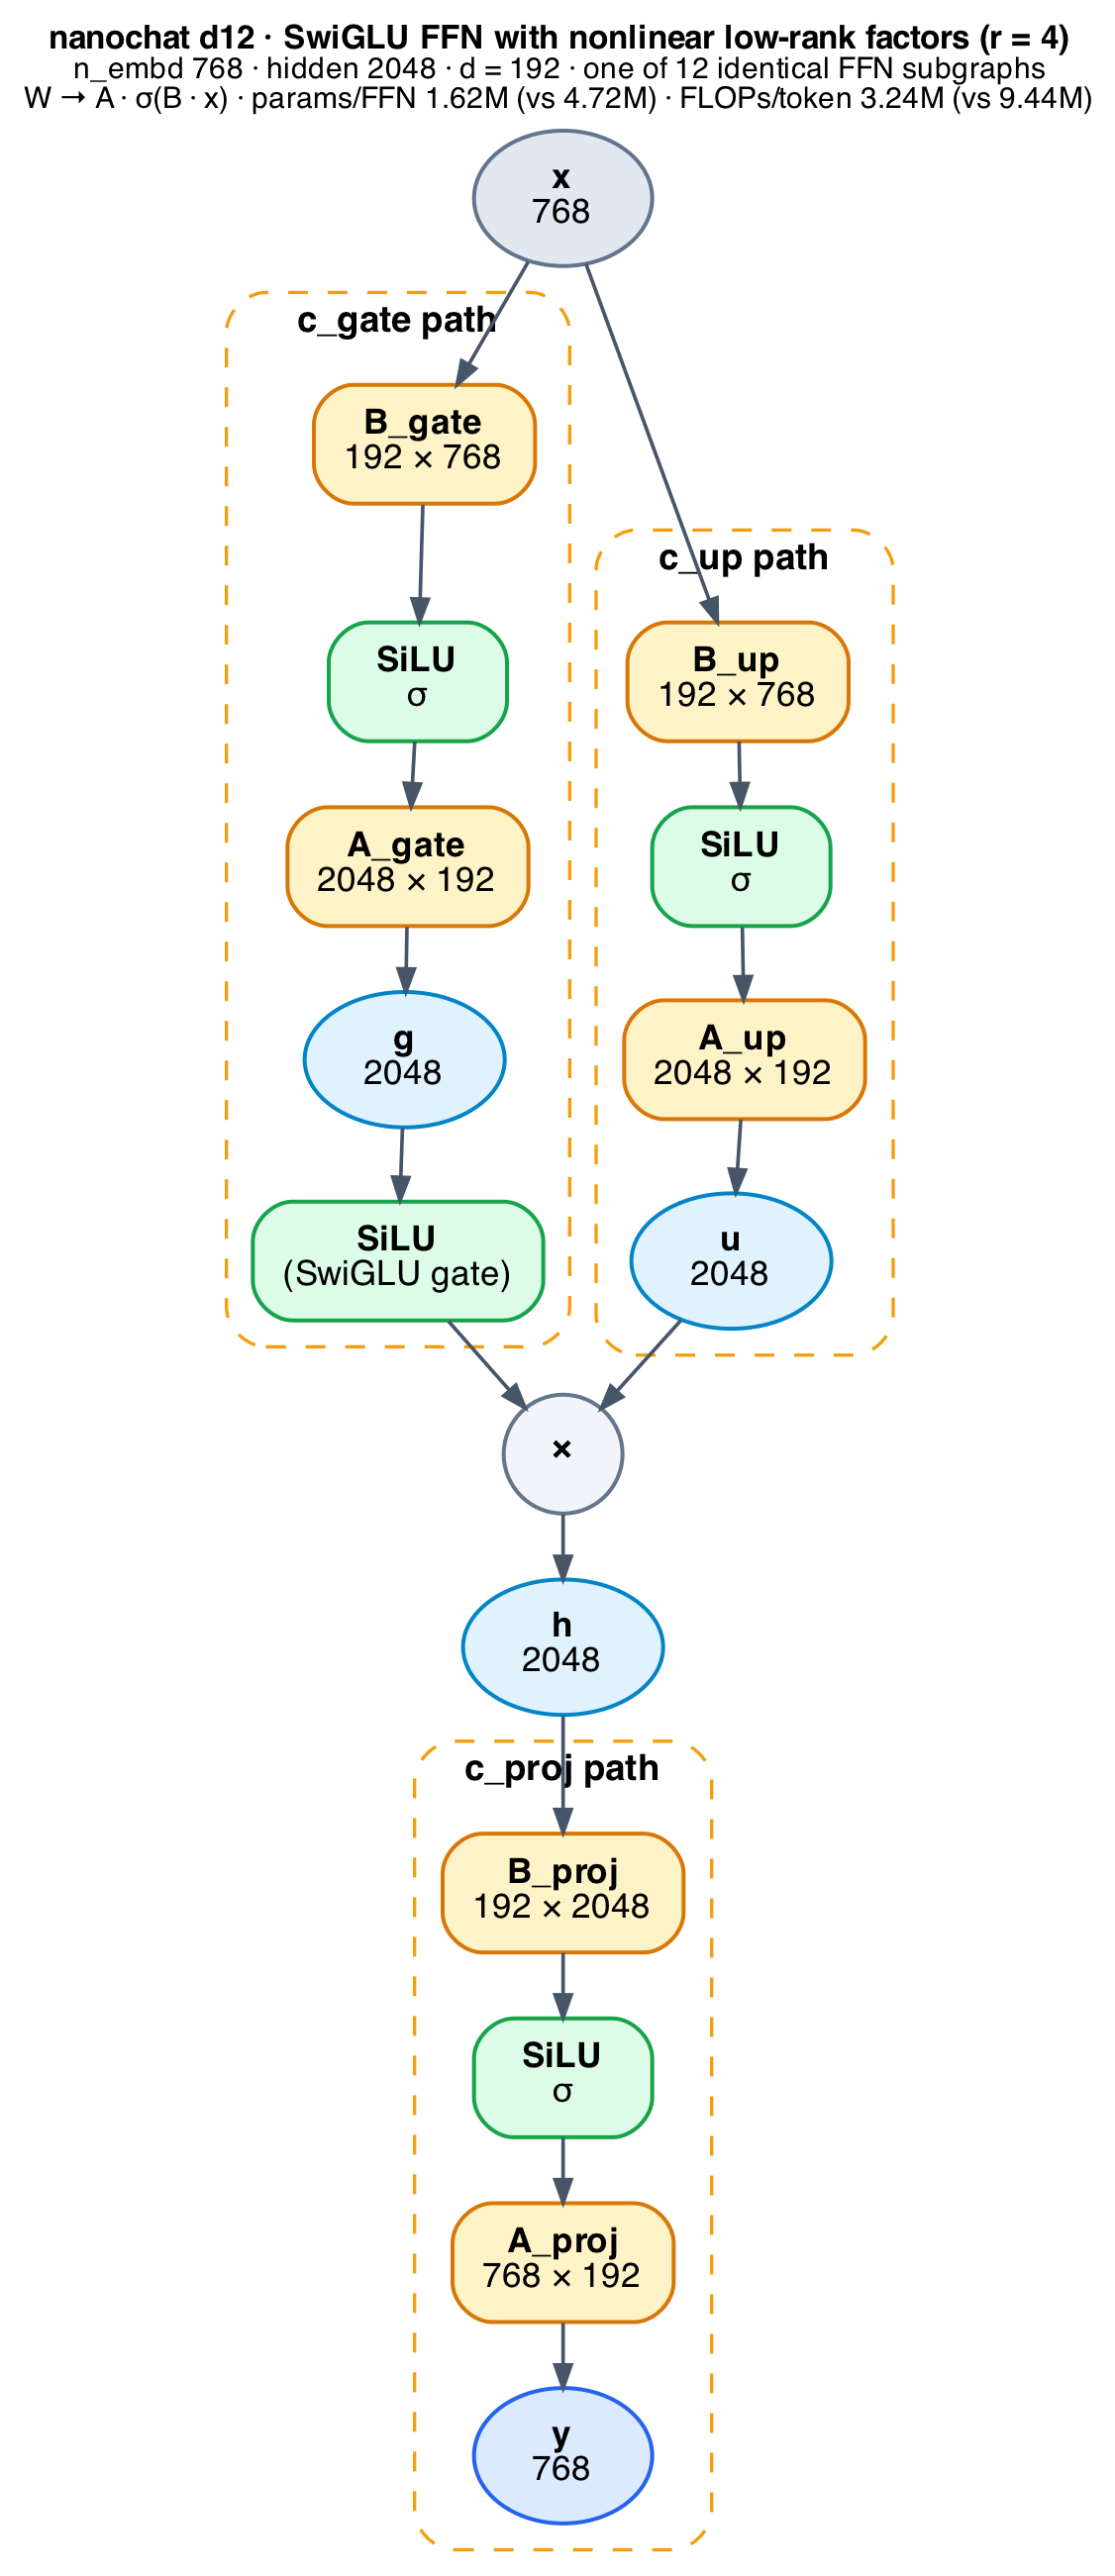 nanochat d12 · SwiGLU FFN with nonlinear low-rank factors (r = 4)
n_embd 768 · hidden 2048 · d = 192 · one of 12 identical FFN subgraphs
W → A · σ(B · x) · params/FFN 1.62M (vs 4.72M) · FLOPs/token 3.24M (vs 9.44M)
x
768
c_gate path
B_gate
192 × 768
SiLU
σ
A_gate
2048 × 192
g
2048
SiLU
(SwiGLU gate)
c_up path
B_up
192 × 768
SiLU
σ
A_up
2048 × 192
u
2048
×
h
2048
c_proj path
B_proj
192 × 2048
SiLU
σ
A_proj
768 × 192
y
768